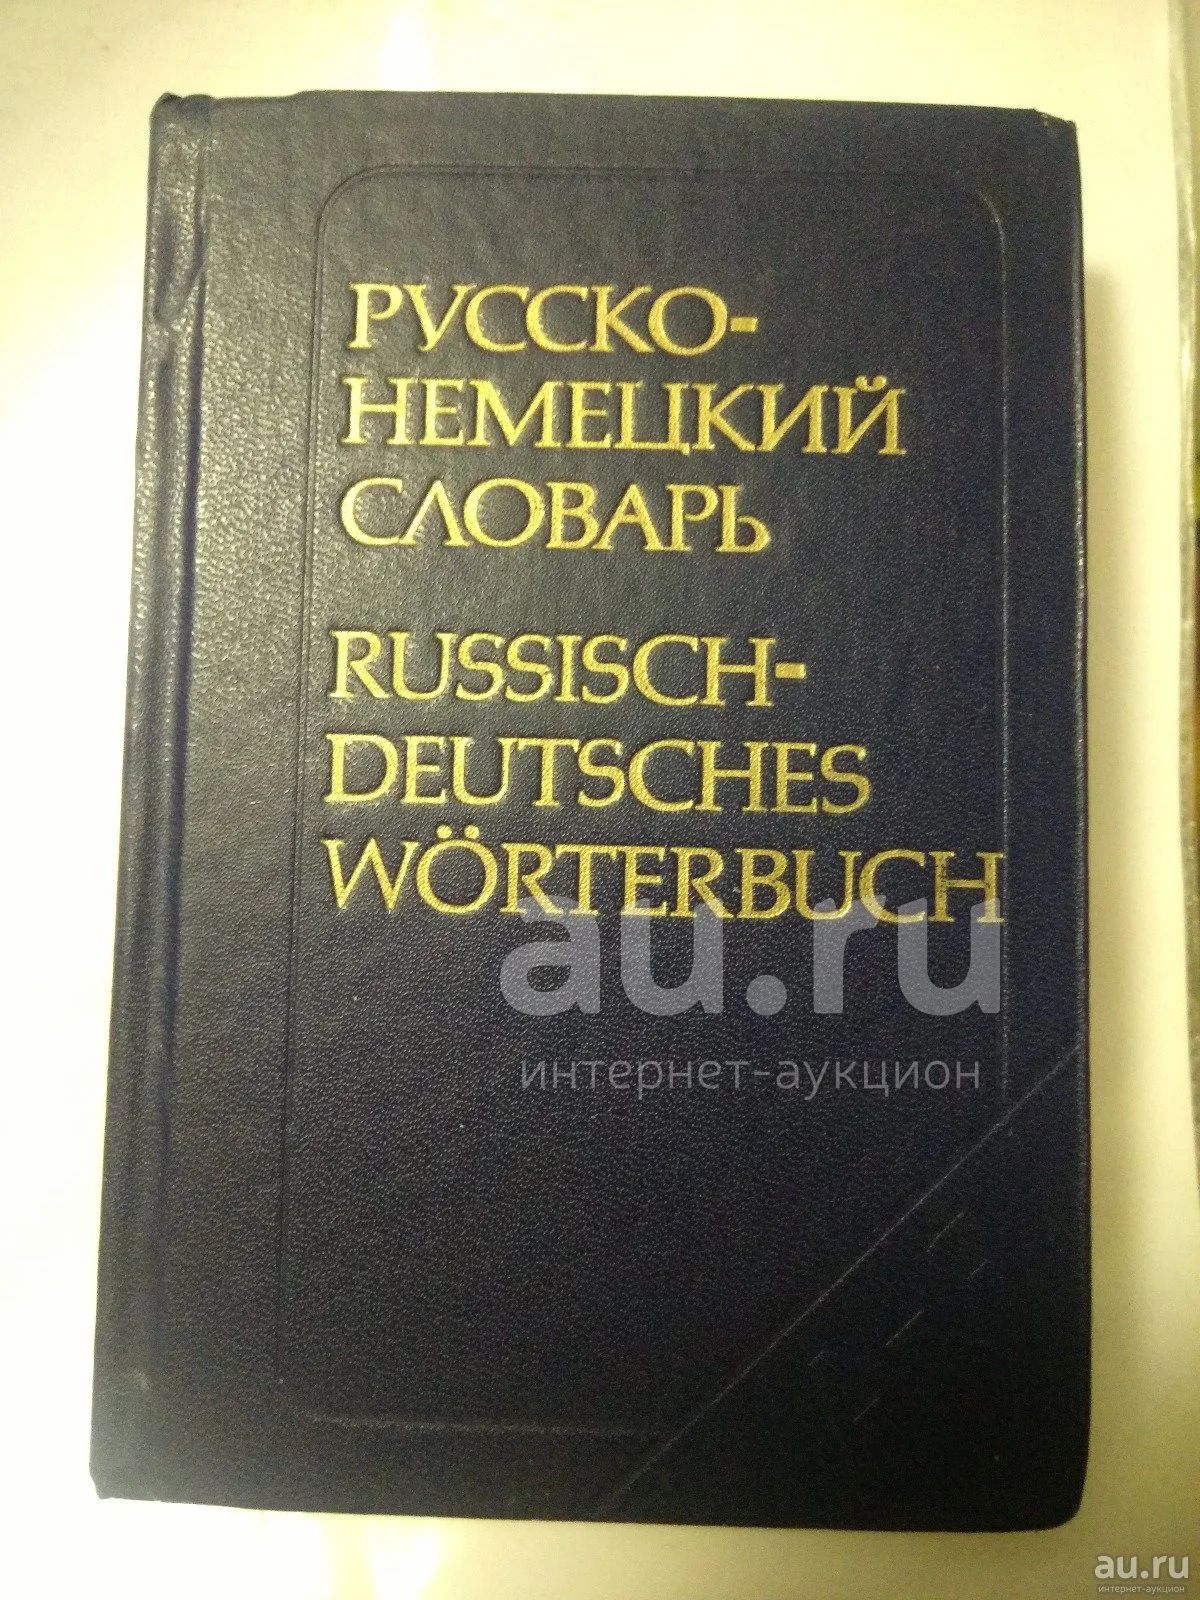 РУССКО-
НЕМЕЦКИЙ
СЛОВАРЬ
RUSSISCH-
DEUTSCHES
WÖRTERBUCH
au.ru
интернет-аукцион
au.ru
интернет-аукцион